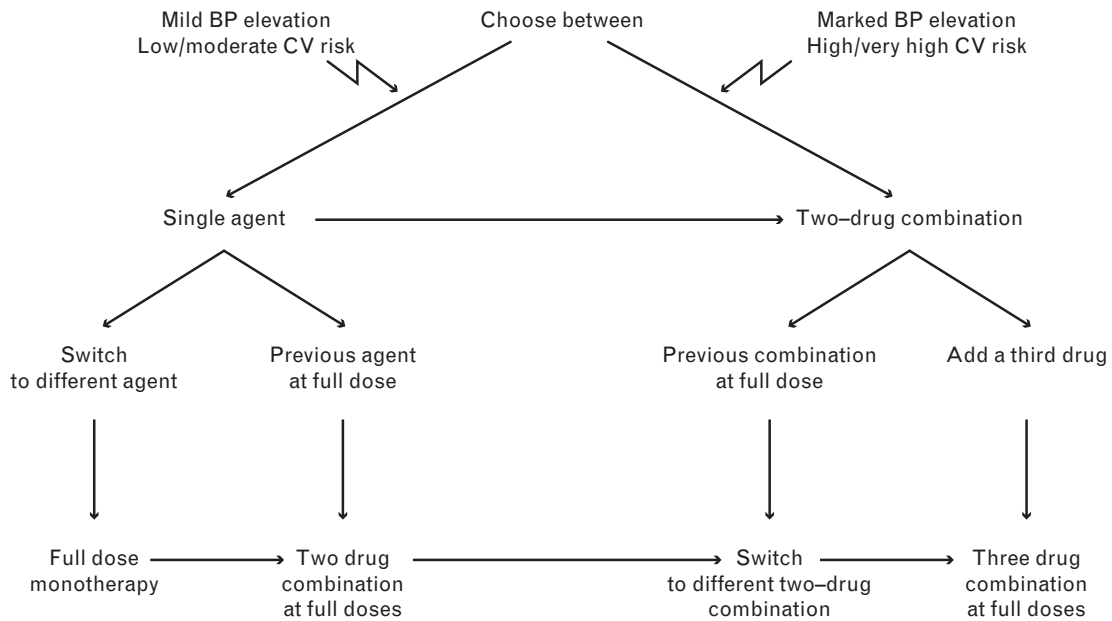 Mild BP elevation
Low/moderate CV risk
Choose between
Marked BP elevation
High/very high CV risk
Single agent
Two–drug combination
Switch
to different agent
Previous agent
at full dose
Previous combination
at full dose
Add a third drug
Full dose
monotherapy
Two drug
combination
at full doses
Switch
to different two–drug
combination
Three drug
combination
at full doses